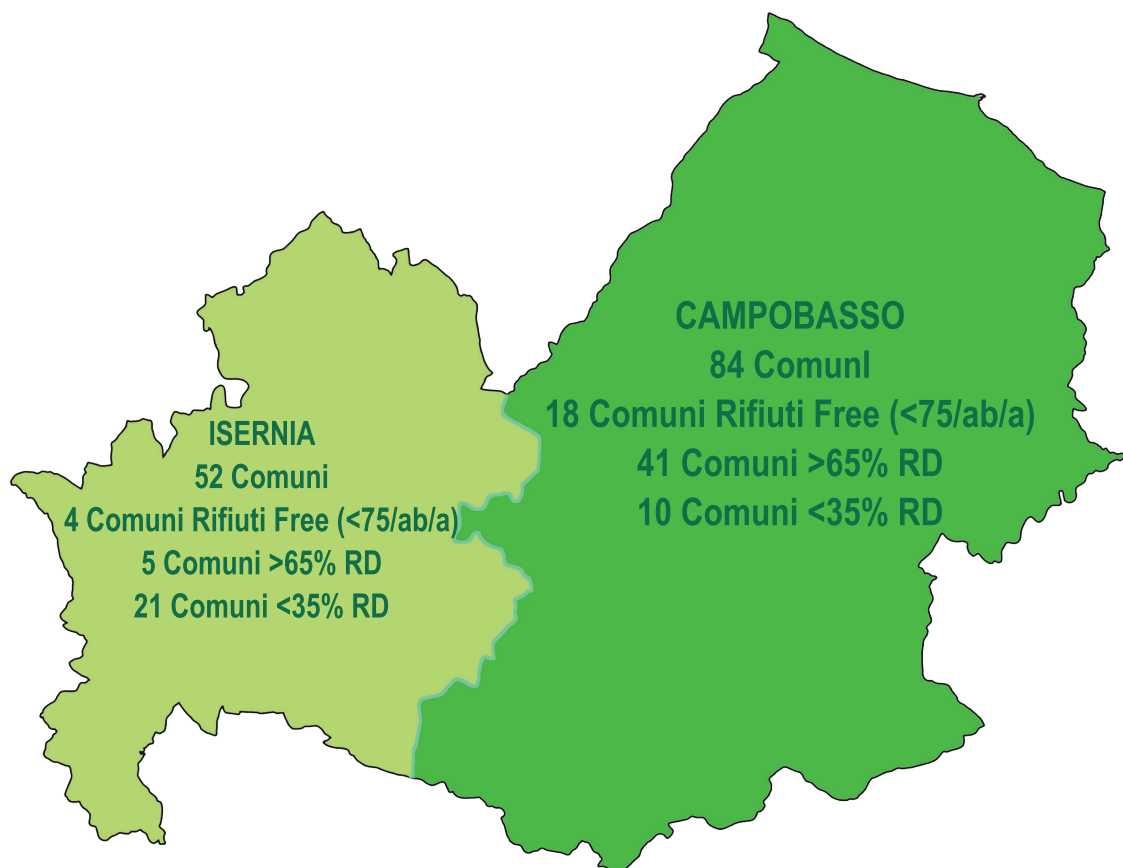 ISERNIA
52 Comuni
4 Comuni Rifiuti Free (<75/ab/a)
5 Comuni >65% RD
21 Comuni <35% RD
CAMPOBASSO
84 ComunI
18 Comuni Rifiuti Free (<75/ab/a)
41 Comuni >65% RD
10 Comuni <35% RD